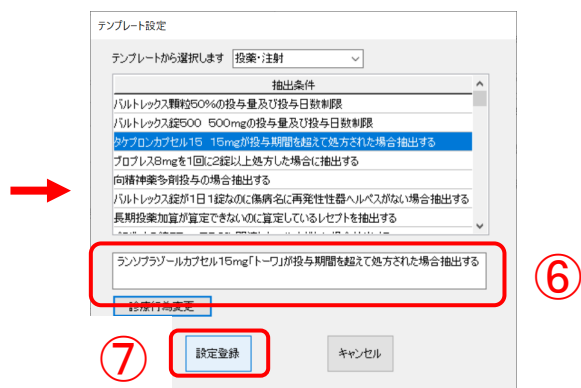 テンプレート設定
テンプレートから選択します 投薬・注射
抽出条件
バルトレックス顆粒50%の投与量及び投与日数制限
バルトレックス錠500 500mgの投与量及び投与日数制限
タケプロンカプセル15 15mgが投与期間を超えて処方された場合抽出する
ブロプレス8mgを1回に2錠以上処方した場合に抽出する
向精神薬多剤投与の場合抽出する
バルトレックス錠が1日1錠なのに傷病名に再発性性器ヘルペスがない場合抽出する
長期投薬加算が算定できないのに算定しているレセプトを抽出する
ランソプラゾールカプセル15mg「トーワ」が投与期間を超えて処方された場合抽出する
⑥
診療行為変更
⑦
設定登録
キャンセル